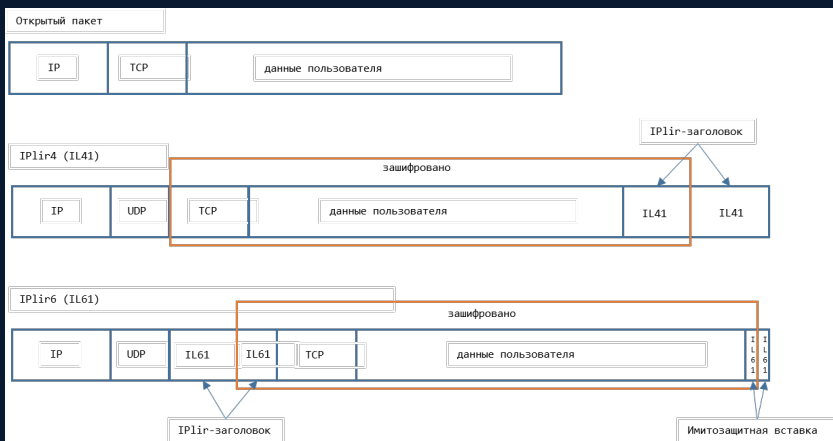 Открытый пакет
IP TCP данные пользователя
IPlir-заголовок
IPlir4 (IL41)
зашифровано
IP UDP TCP данные пользователя IL41 IL41
IPlir6 (IL61)
зашифровано
IP UDP IL61 IL61 TCP данные пользователя IL61 IL61
IPlir-заголовок Имитозащитная вставка